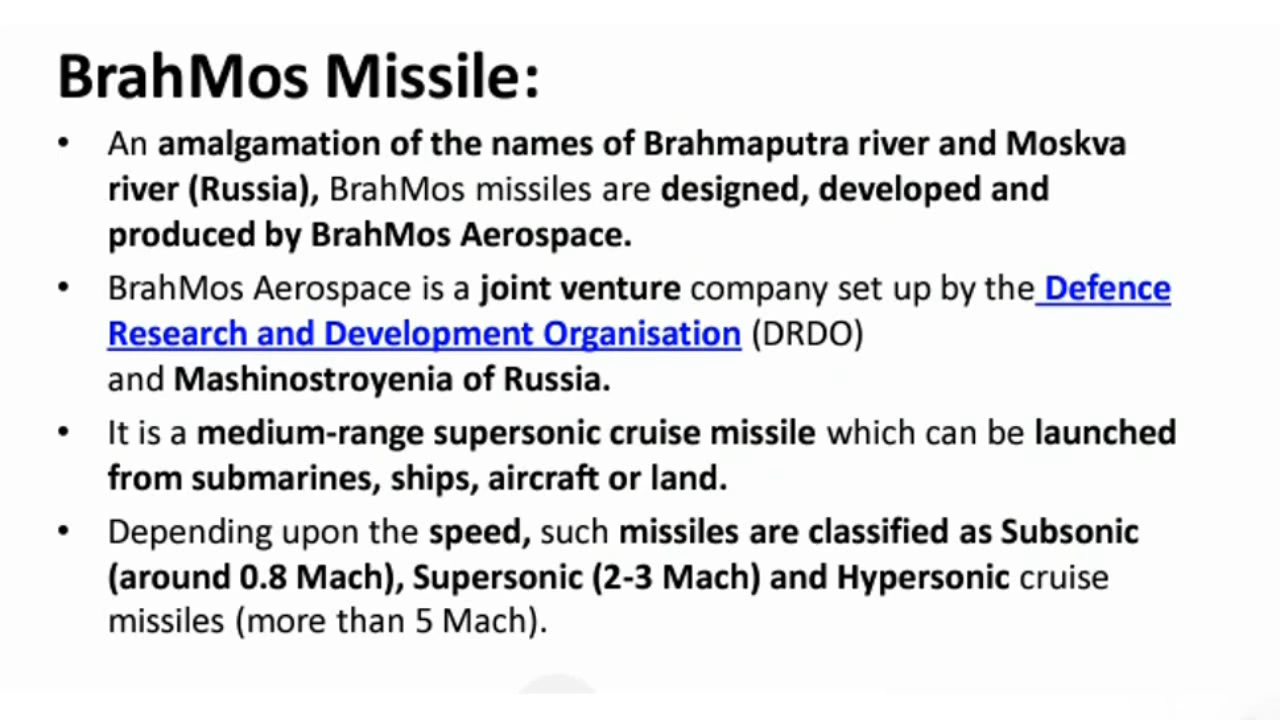 BrahMos Missile:
• An amalgamation of the names of Brahmaputra river and Moskva
river (Russia), BrahMos missiles are designed, developed and
produced by BrahMos Aerospace.
• BrahMos Aerospace is a joint venture company set up by the Defence
Research and Development Organisation (DRDO)
and Mashinostroyenia of Russia.
• It is a medium-range supersonic cruise missile which can be launched
from submarines, ships, aircraft or land.
• Depending upon the speed, such missiles are classified as Subsonic
(around 0.8 Mach), Supersonic (2-3 Mach) and Hypersonic cruise
missiles (more than 5 Mach).